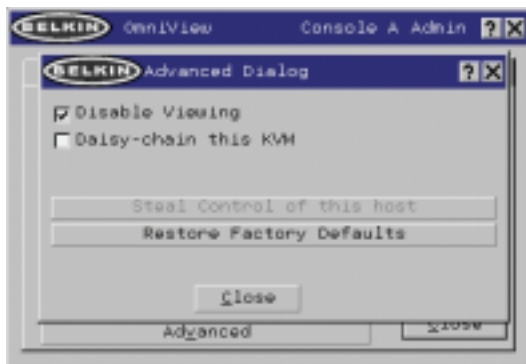 BELKIN OmniView Console A Admin ? X
BELKIN Advanced Dialog ? X
Disable Viewing
Daisy-chain this KVM
Steal Control of this host
Restore Factory Defaults
Close
Advanced
Close